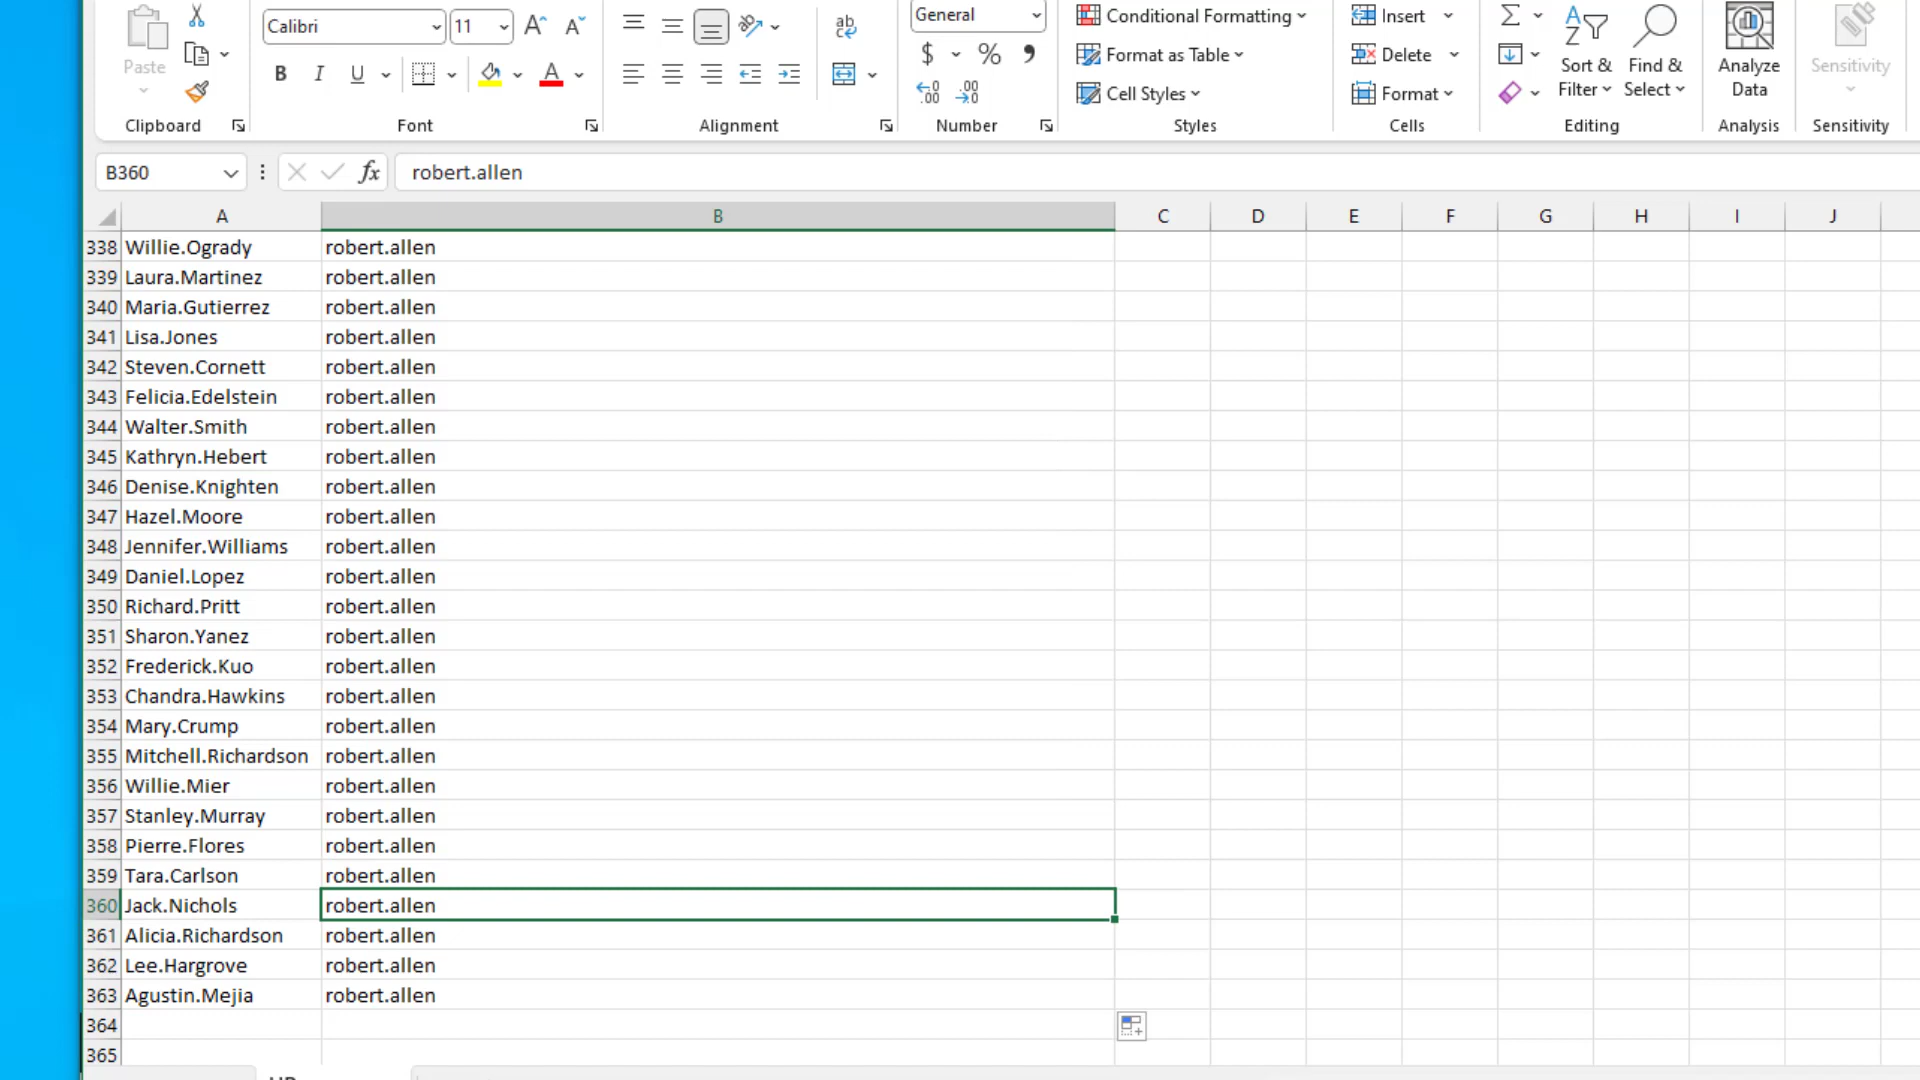 Calibri 11 ab General Conditional Formatting Insert
Paste B I U $ % Format as Table Delete Sort & Filter Find & Select Analyze Data Sensitivity
Cell Styles Format
Clipboard Font Alignment Number Styles Cells Editing Analysis Sensitivity
B360 fx robert.allen
A B C D E F G H I J
338 Willie.Ogrady robert.allen
339 Laura.Martinez robert.allen
340 Maria.Gutierrez robert.allen
341 Lisa.Jones robert.allen
342 Steven.Cornett robert.allen
343 Felicia.Edelstein robert.allen
344 Walter.Smith robert.allen
345 Kathryn.Hebert robert.allen
346 Denise.Knighten robert.allen
347 Hazel.Moore robert.allen
348 Jennifer.Williams robert.allen
349 Daniel.Lopez robert.allen
350 Richard.Pritt robert.allen
351 Sharon.Yanez robert.allen
352 Frederick.Kuo robert.allen
353 Chandra.Hawkins robert.allen
354 Mary.Crump robert.allen
355 Mitchell.Richardson robert.allen
356 Willie.Mier robert.allen
357 Stanley.Murray robert.allen
358 Pierre.Flores robert.allen
359 Tara.Carlson robert.allen
360 Jack.Nichols robert.allen
361 Alicia.Richardson robert.allen
362 Lee.Hargrove robert.allen
363 Agustin.Mejia robert.allen
364
365